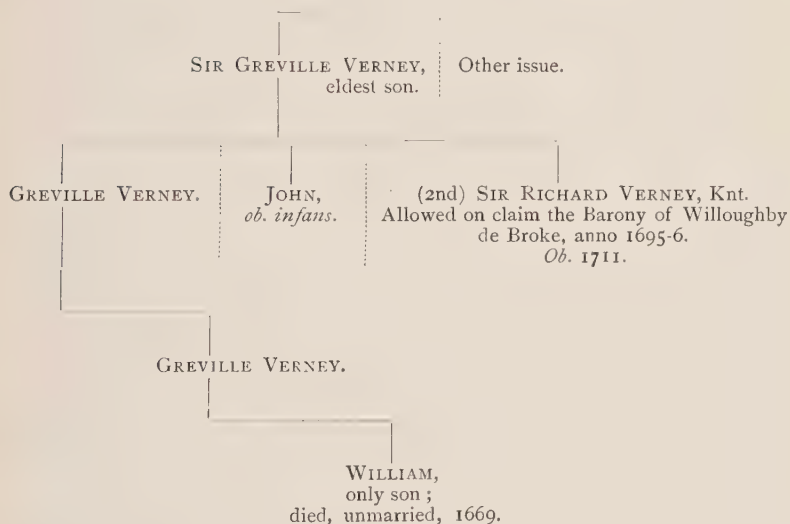 SIR GREVILLE VERNEY,
eldest son.
Other issue.
GREVILLE VERNEY.
JOHN,
ob. infans.
(2nd) SIR RICHARD VERNEY, Knt.
Allowed on claim the Barony of Willoughby
de Broke, anno 1695-6.
Ob. 1711.
GREVILLE VERNEY.
WILLIAM,
only son ;
died, unmarried, 1669.